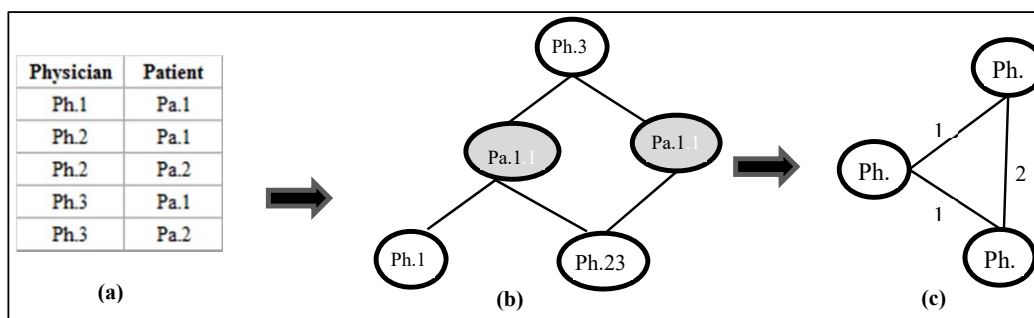 Physician Patient
Ph.1 Pa.1
Ph.2 Pa.1
Ph.2 Pa.2
Ph.3 Pa.1
Ph.3 Pa.2
(a)
Ph.3
Pa.1.1
Pa.1.1
Ph.1
Ph.23
(b)
Ph.
1
Ph.
2
1
Ph.
(c)